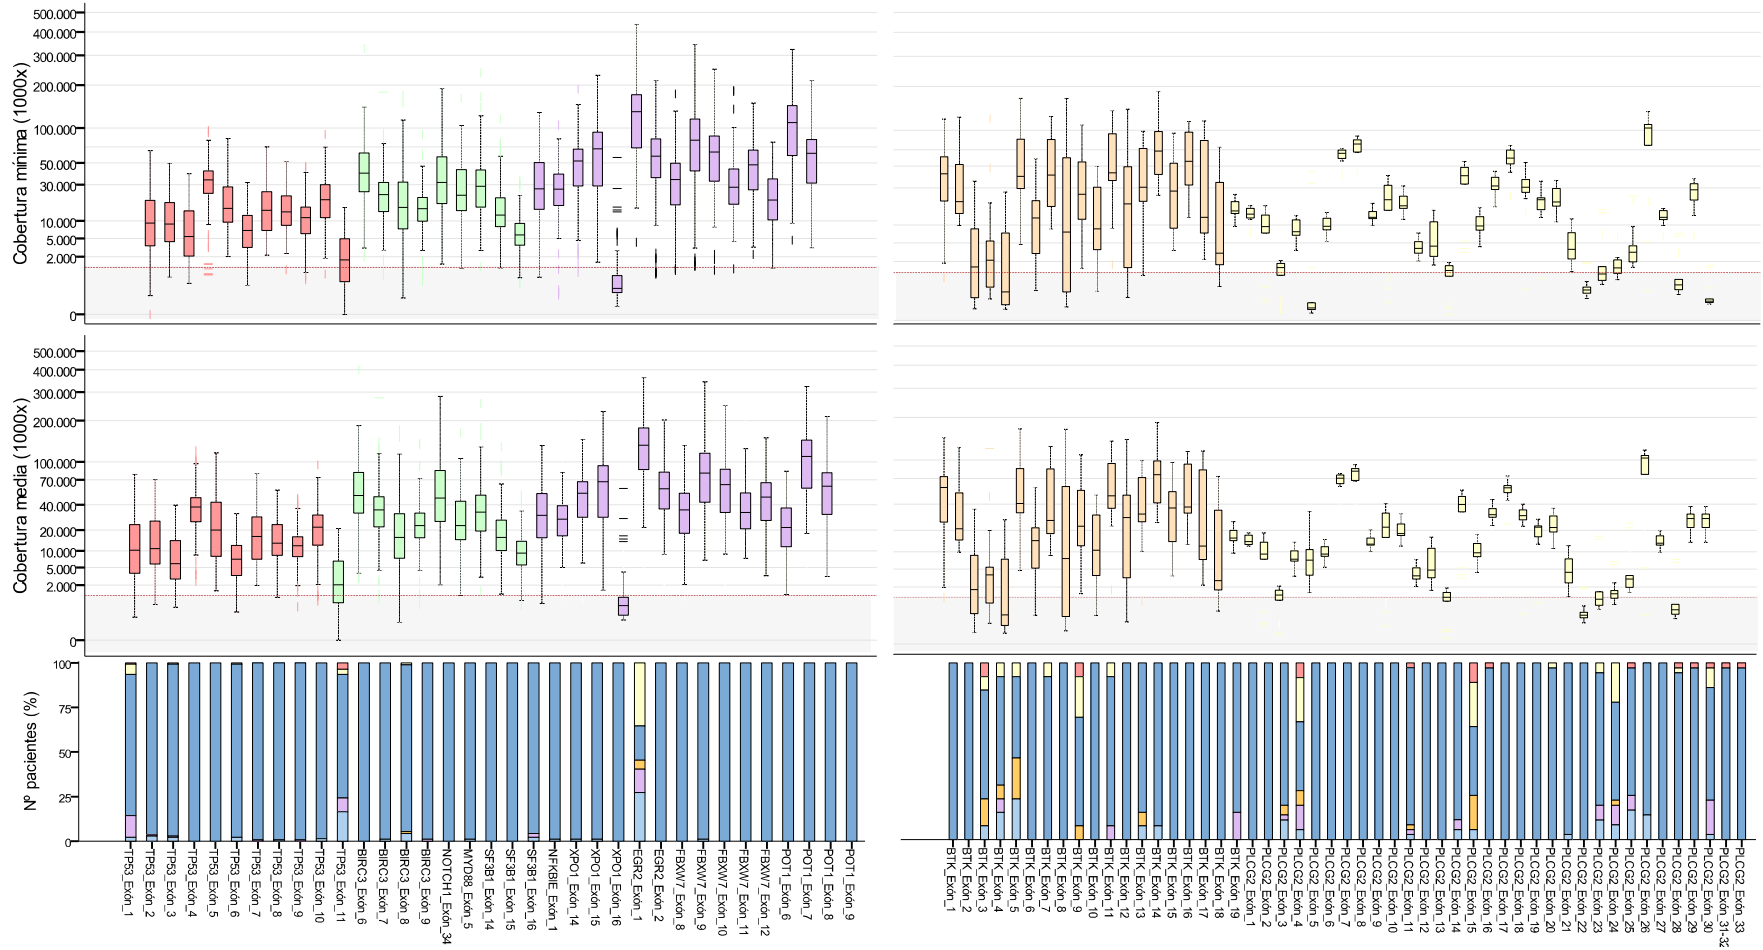 Cobertura mínima (1000x)
500.000
400.000
300.000
200.000
100.000
50.000
30.000
10.000
5.000
2.000
0
Cobertura media (1000x)
500.000
400.000
300.000
200.000
100.000
70.000
40.000
20.000
10.000
5.000
2.000
0
Nº pacientes (%)
100
75
50
25
0
TP53_Exón_1
TP53_Exón_2
TP53_Exón_3
TP53_Exón_4
TP53_Exón_5
TP53_Exón_6
TP53_Exón_7
TP53_Exón_8
TP53_Exón_9
TP53_Exón_10
TP53_Exón_11
BIRC3_Exón_6
BIRC3_Exón_7
BIRC3_Exón_8
BIRC3_Exón_9
NOTCH1_Exón_34
MYD88_Exón_5
SF3B1_Exón_14
SF3B1_Exón_15
SF3B1_Exón_16
NFKBIE_Exón_1
XPO1_Exón_14
XPO1_Exón_15
XPO1_Exón_16
EGR2_Exón_1
EGR2_Exón_2
FBXW7_Exón_8
FBXW7_Exón_9
FBXW7_Exón_10
FBXW7_Exón_11
FBXW7_Exón_12
POT1_Exón_6
POT1_Exón_7
POT1_Exón_8
POT1_Exón_9
BTK_Exón_1
BTK_Exón_2
BTK_Exón_3
BTK_Exón_4
BTK_Exón_5
BTK_Exón_6
BTK_Exón_7
BTK_Exón_8
BTK_Exón_9
BTK_Exón_10
BTK_Exón_11
BTK_Exón_12
BTK_Exón_13
BTK_Exón_14
BTK_Exón_15
BTK_Exón_16
BTK_Exón_17
BTK_Exón_18
BTK_Exón_19
PLCG2_Exón_1
PLCG2_Exón_2
PLCG2_Exón_3
PLCG2_Exón_4
PLCG2_Exón_5
PLCG2_Exón_6
PLCG2_Exón_7
PLCG2_Exón_8
PLCG2_Exón_9
PLCG2_Exón_10
PLCG2_Exón_11
PLCG2_Exón_12
PLCG2_Exón_13
PLCG2_Exón_14
PLCG2_Exón_15
PLCG2_Exón_16
PLCG2_Exón_17
PLCG2_Exón_18
PLCG2_Exón_19
PLCG2_Exón_20
PLCG2_Exón_21
PLCG2_Exón_22
PLCG2_Exón_23
PLCG2_Exón_24
PLCG2_Exón_25
PLCG2_Exón_26
PLCG2_Exón_27
PLCG2_Exón_28
PLCG2_Exón_29
PLCG2_Exón_30
PLCG2_Exón_31-32
PLCG2_Exón_33